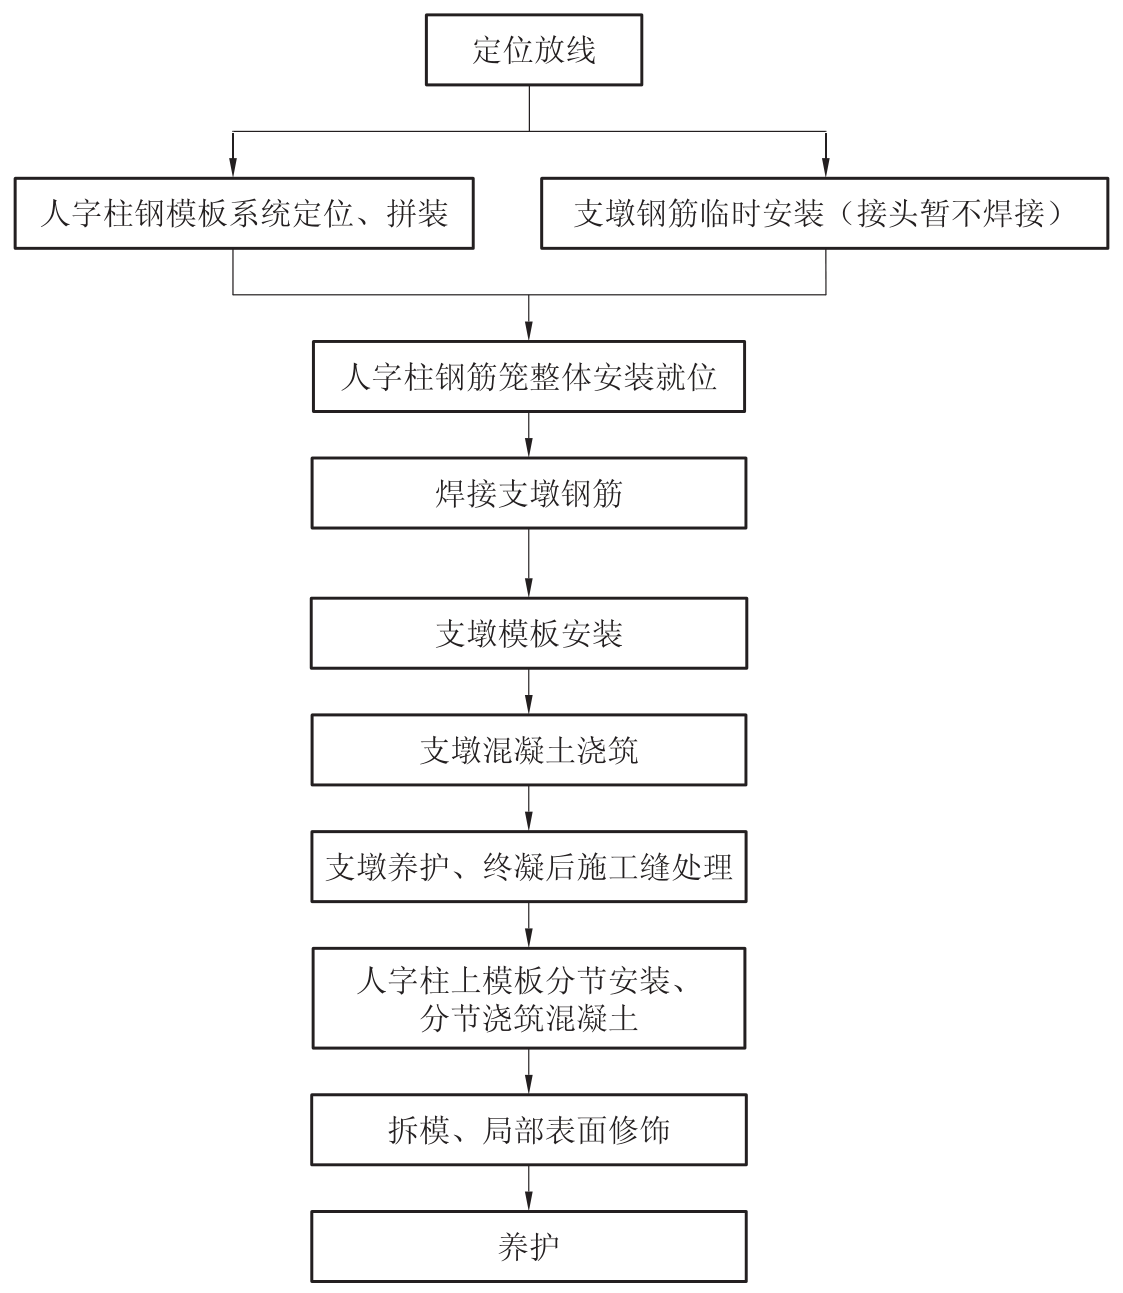 定位放线
人字柱钢模板系统定位、拼装
支墩钢筋临时安装（接头暂不焊接）
人字柱钢筋笼整体安装就位
焊接支墩钢筋
支墩模板安装
支墩混凝土浇筑
支墩养护、终凝后施工缝处理
人字柱上模板分节安装、
分节浇筑混凝土
拆模、局部表面修饰
养护